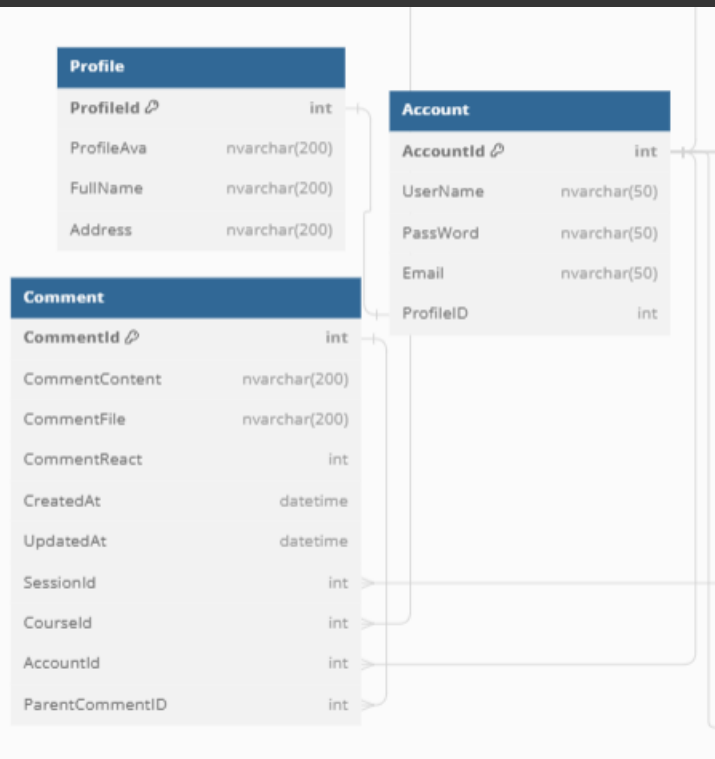 Profile
ProfileId int
ProfileAva nvarchar(200)
FullName nvarchar(200)
Address nvarchar(200)
Account
AccountId int
UserName nvarchar(50)
PassWord nvarchar(50)
Email nvarchar(50)
ProfileID int
Comment
CommentId int
CommentContent nvarchar(200)
CommentFile nvarchar(200)
CommentReact int
CreatedAt datetime
UpdatedAt datetime
SessionId int
CourseId int
AccountId int
ParentCommentID int